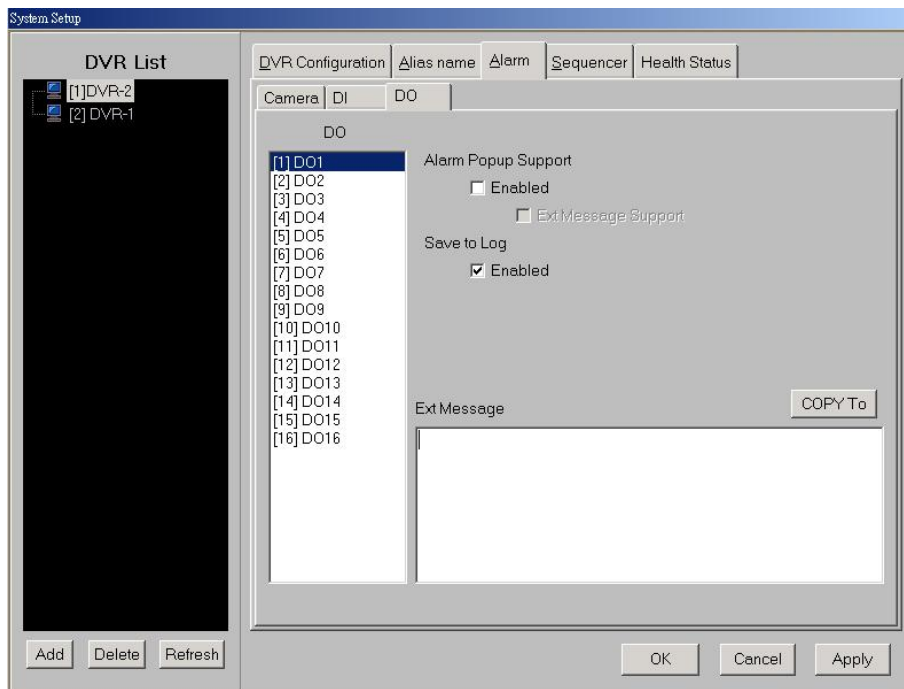 System Setup
DVR List
[1]DVR-2
[2] DVR-1
Add
Delete
Refresh
DVR Configuration
Alias name
Alarm
Sequencer
Health Status
Camera
DI
DO
DO
[1] DO1
[2] DO2
[3] DO3
[4] DO4
[5] DO5
[6] DO6
[7] DO7
[8] DO8
[9] DO9
[10] DO10
[11] DO11
[12] DO12
[13] DO13
[14] DO14
[15] DO15
[16] DO16
Alarm Popup Support
Enabled
Ext Message Support
Save to Log
Enabled
Ext Message
COPY To
OK
Cancel
Apply